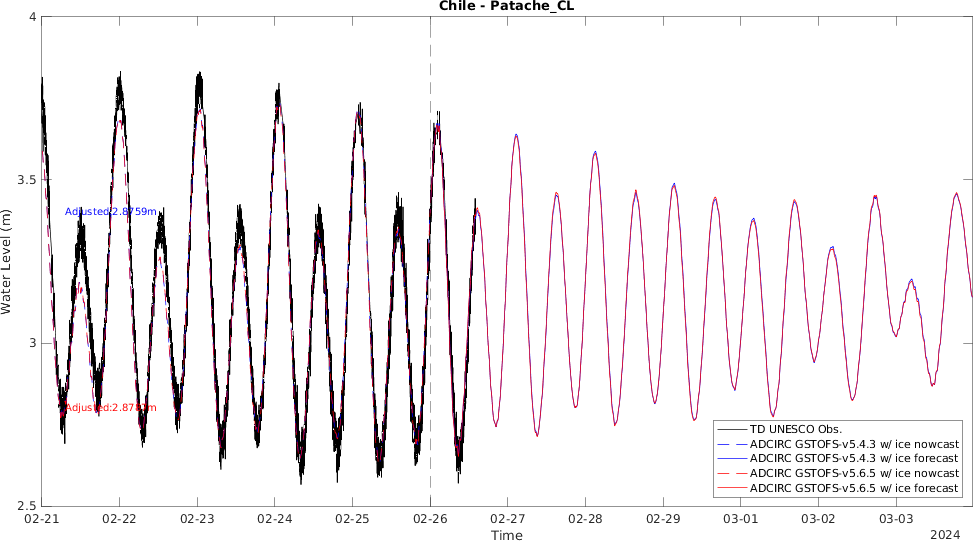 Chile - Patache_CL
4
3.5
3
2.5
Water Level (m)
Adjusted:2.8759m
TD UNESCO Obs.
ADCIRC GSTOFS-v5.4.3 w/ ice nowcast
ADCIRC GSTOFS-v5.4.3 w/ ice forecast
ADCIRC GSTOFS-v5.6.5 w/ ice nowcast
ADCIRC GSTOFS-v5.6.5 w/ ice forecast
02-21 02-22 02-23 02-24 02-25 02-26 02-27 02-28 02-29 03-01 03-02 03-03
Time
2024